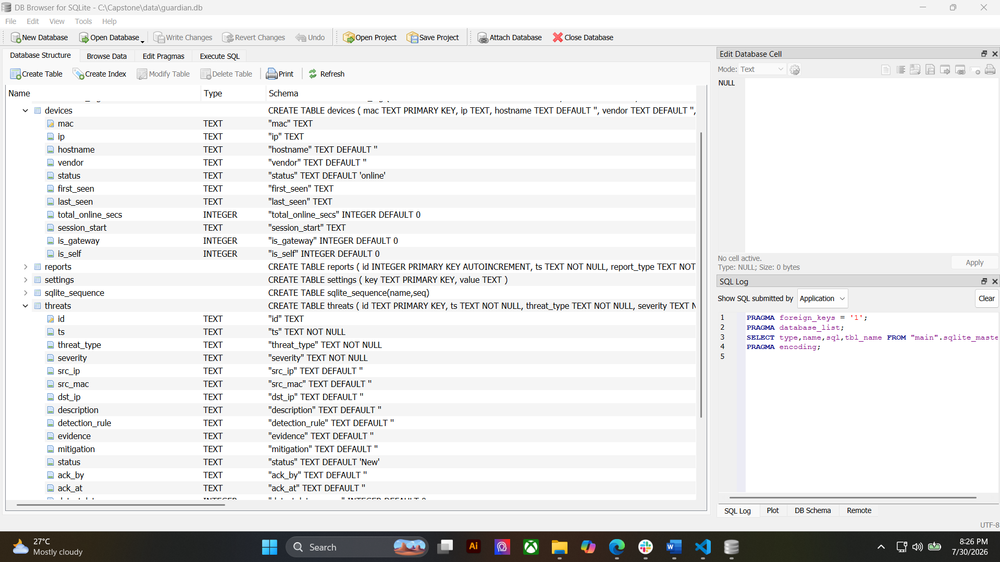 DB Browser for SQLite - C:\Capstone\data\guardian.db
File Edit View Tools Help
New Database Open Database Write Changes Revert Changes Undo Open Project Save Project Attach Database Close Database
Database Structure Browse Data Edit Pragmas Execute SQL
Create Table Create Index Modify Table Delete Table Print Refresh
Name Type Schema
devices CREATE TABLE devices ( mac TEXT PRIMARY KEY, ip TEXT, hostname TEXT DEFAULT '', vendor TEXT DEFAULT '',
mac TEXT "mac" TEXT
ip TEXT "ip" TEXT
hostname TEXT "hostname" TEXT DEFAULT ''
vendor TEXT "vendor" TEXT DEFAULT ''
status TEXT "status" TEXT DEFAULT 'online'
first_seen TEXT "first_seen" TEXT
last_seen TEXT "last_seen" TEXT
total_online_secs INTEGER "total_online_secs" INTEGER DEFAULT 0
session_start TEXT "session_start" TEXT
is_gateway INTEGER "is_gateway" INTEGER DEFAULT 0
is_self INTEGER "is_self" INTEGER DEFAULT 0
reports CREATE TABLE reports ( id INTEGER PRIMARY KEY AUTOINCREMENT, ts TEXT NOT NULL, report_type TEXT NOT
settings CREATE TABLE settings ( key TEXT PRIMARY KEY, value TEXT )
sqlite_sequence CREATE TABLE sqlite_sequence(name,seq)
threats CREATE TABLE threats ( id TEXT PRIMARY KEY, ts TEXT NOT NULL, threat_type TEXT NOT NULL, severity TEXT N
id TEXT "id" TEXT
ts TEXT "ts" TEXT NOT NULL
threat_type TEXT "threat_type" TEXT NOT NULL
severity TEXT "severity" TEXT NOT NULL
src_ip TEXT "src_ip" TEXT DEFAULT ''
src_mac TEXT "src_mac" TEXT DEFAULT ''
dst_ip TEXT "dst_ip" TEXT DEFAULT ''
description TEXT "description" TEXT DEFAULT ''
detection_rule TEXT "detection_rule" TEXT DEFAULT ''
evidence TEXT "evidence" TEXT DEFAULT ''
mitigation TEXT "mitigation" TEXT DEFAULT ''
status TEXT "status" TEXT DEFAULT 'New'
ack_by TEXT "ack_by" TEXT DEFAULT ''
ack_at TEXT "ack_at" TEXT DEFAULT ''
Edit Database Cell
Mode: Text
NULL
No cell active.
Type: NULL; Size: 0 bytes
Apply
SQL Log
Show SQL submitted by Application Clear
1 PRAGMA foreign_keys = '1';
2 PRAGMA database_list;
3 SELECT type,name,sql,tbl_name FROM "main".sqlite_maste
4 PRAGMA encoding;
5
SQL Log Plot DB Schema Remote
UTF-8
27°C
Mostly cloudy
Search
Ai
W
8:26 PM
7/30/2026